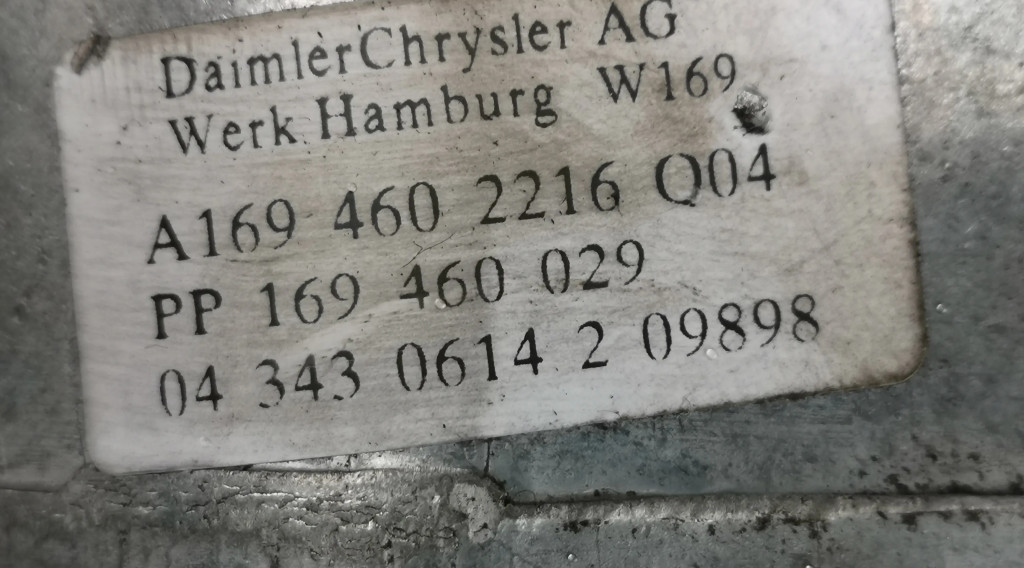 DaimlerChrysler AG
Werk Hamburg W169
A169 460 2216 Q04
PP 169 460 029
04 343 0614 2 09898